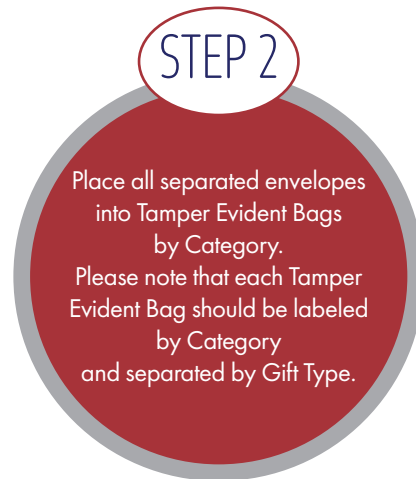 STEP 2
Place all separated envelopes
into Tamper Evident Bags
by Category.
Please note that each Tamper
Evident Bag should be labeled
by Category
and separated by Gift Type.